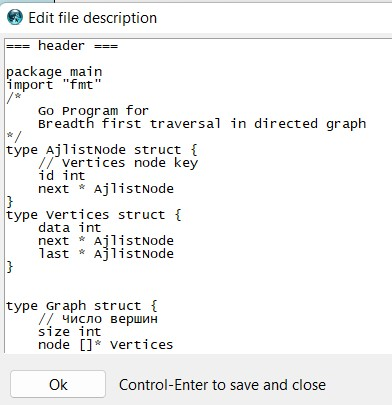 Edit file description
=== header ===
package main
import "fmt"
/*
    Go Program for
    Breadth first traversal in directed graph
*/
type AjlistNode struct {
    // Vertices node key
    id int
    next * AjlistNode
}
type Vertices struct {
    data int
    next * AjlistNode
    last * AjlistNode
}
type Graph struct {
    // Число вершин
    size int
    node []* Vertices
Ok Control-Enter to save and close